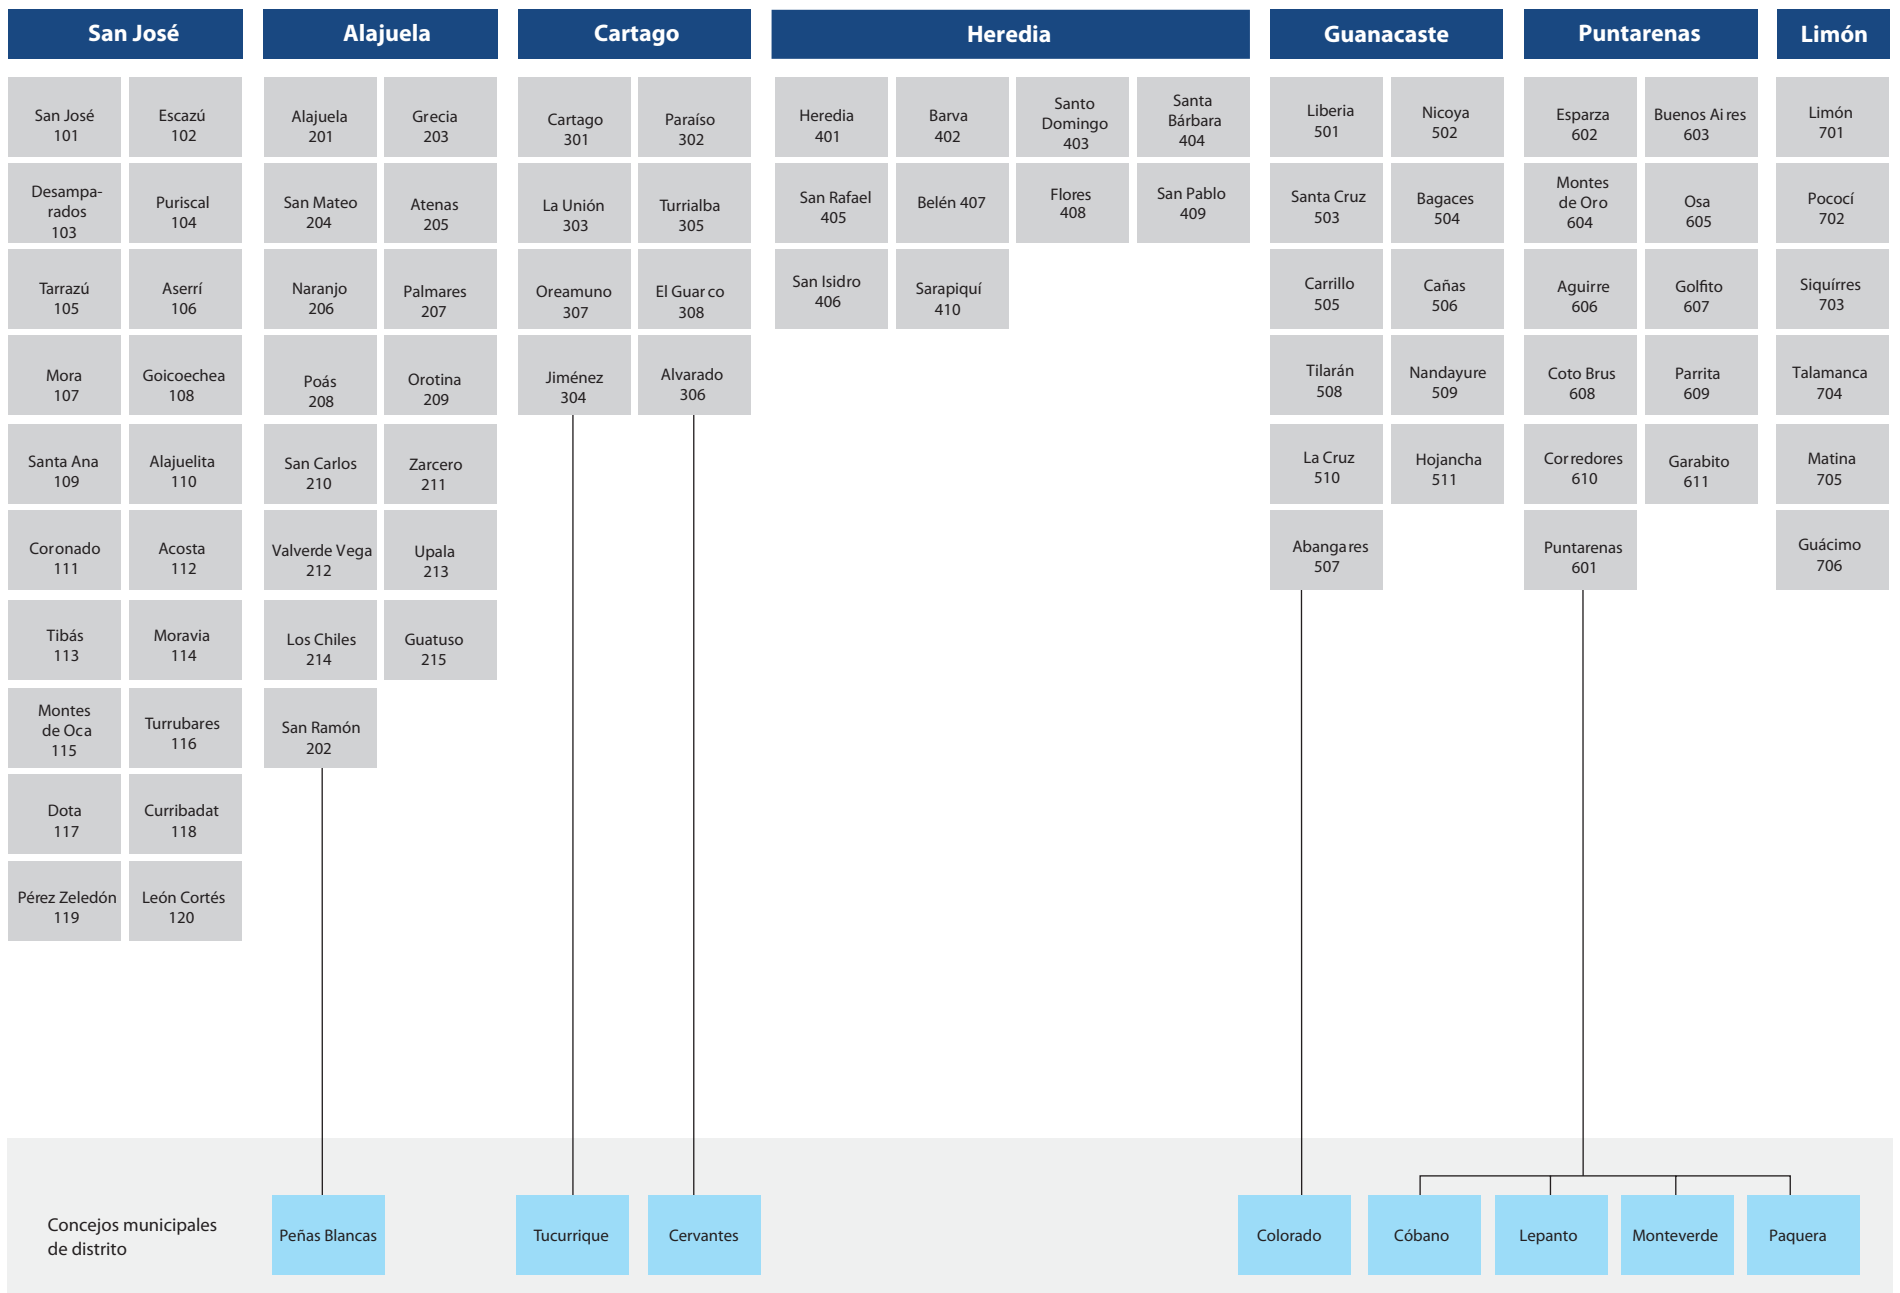 San José
Alajuela
Cartago
Heredia
Guanacaste
Puntarenas
Limón
San José
101
Escazú
102
Desampa-
rados
103
Puriscal
104
Tarrazú
105
Aserrí
106
Mora
107
Goicoechea
108
Santa Ana
109
Alajuelita
110
Coronado
111
Acosta
112
Tibás
113
Moravia
114
Montes
de Oca
115
Turrubares
116
Dota
117
Curribadat
118
Pérez Zeledón
119
León Cortés
120
Alajuela
201
Grecia
203
San Mateo
204
Atenas
205
Naranjo
206
Palmares
207
Poás
208
Orotina
209
San Carlos
210
Zarcero
211
Valverde Vega
212
Upala
213
Los Chiles
214
Guatuso
215
San Ramón
202
Cartago
301
Paraíso
302
La Unión
303
Turrialba
305
Oreamuno
307
El Guarco
308
Jiménez
304
Alvarado
306
Heredia
401
Barva
402
Santo
Domingo
403
Santa
Bárbara
404
San Rafael
405
Belén 407
Flores
408
San Pablo
409
San Isidro
406
Sarapiquí
410
Liberia
501
Nicoya
502
Santa Cruz
503
Bagaces
504
Carrillo
505
Cañas
506
Tilarán
508
Nandayure
509
La Cruz
510
Hojancha
511
Abangares
507
Esparza
602
Buenos Aires
603
Montes
de Oro
604
Osa
605
Aguirre
606
Golfito
607
Coto Brus
608
Parrita
609
Corredores
610
Garabito
611
Puntarenas
601
Limón
701
Pococí
702
Siquírres
703
Talamanca
704
Matina
705
Guácimo
706
Concejos municipales
de distrito
Peñas Blancas
Tucurrique
Cervantes
Colorado
Cóbano
Lepanto
Monteverde
Paquera